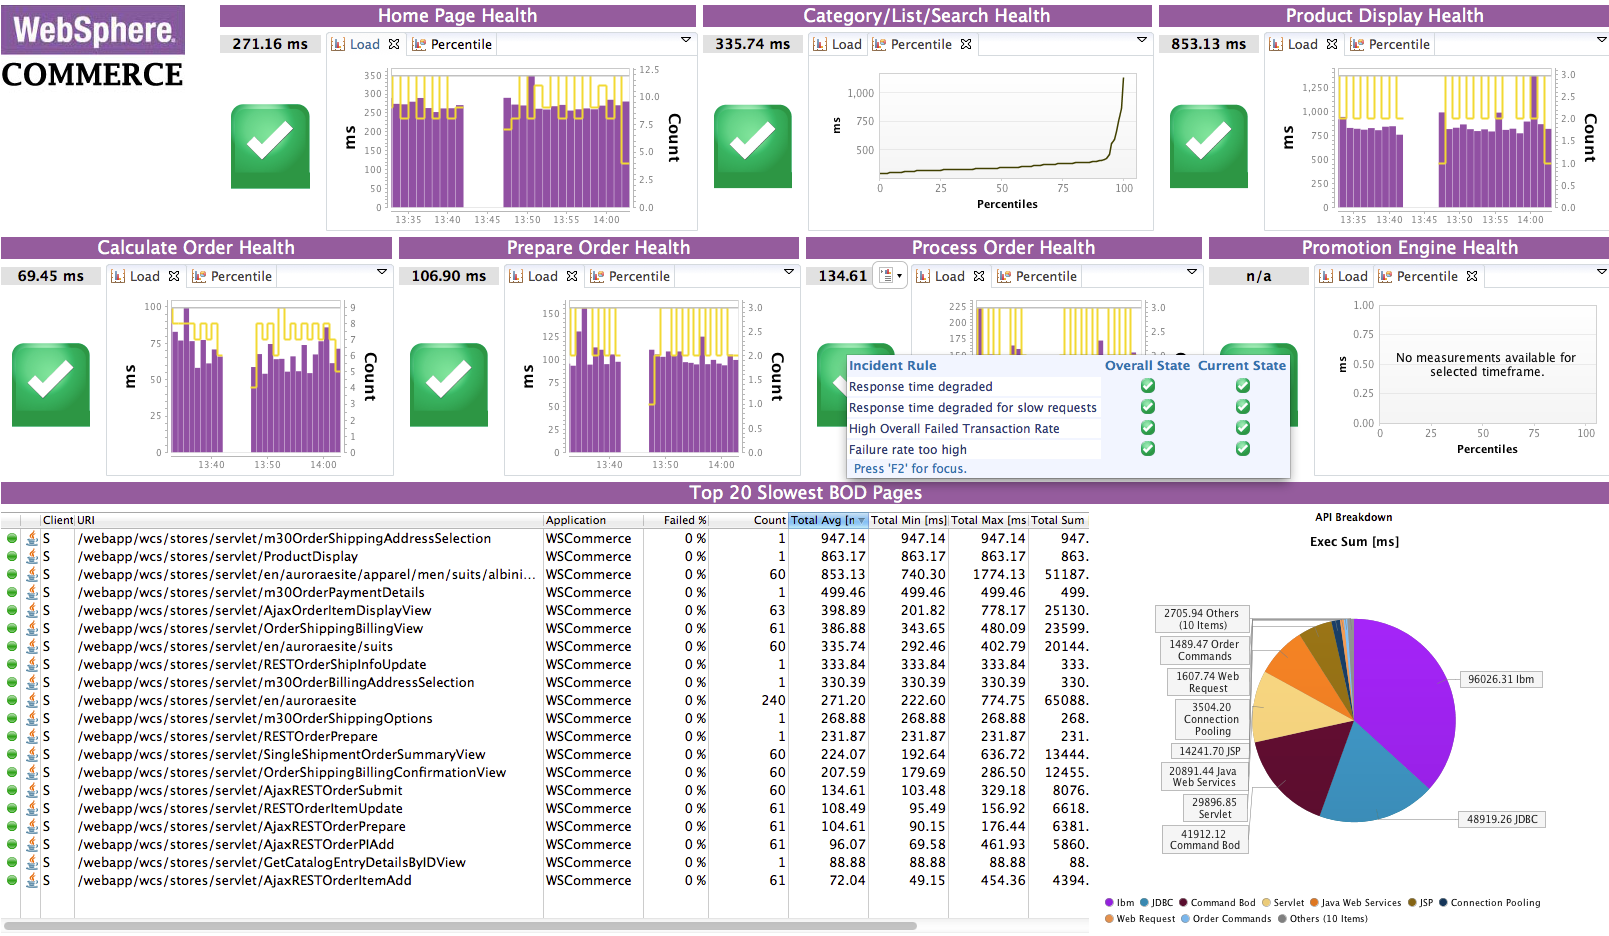 WebSphere.
COMMERCE
Home Page Health
271.16 ms
Load
Percentile
350
300
250
200
150
100
50
0
ms
12.5
10.0
7.5
5.0
2.5
0.0
Count
13:35 13:40 13:45 13:50 13:55 14:00
Category/List/Search Health
335.74 ms
Load
Percentile
1,000
750
500
ms
0 25 50 75 100
Percentiles
Product Display Health
853.13 ms
Load
Percentile
1,250
1,000
750
500
250
0
ms
3.0
2.5
2.0
1.5
1.0
0.5
0.0
Count
13:35 13:40 13:45 13:50 13:55 14:00
Calculate Order Health
69.45 ms
Load
Percentile
100
75
50
25
0
ms
9
8
7
6
5
4
3
2
1
0
Count
13:40 13:50 14:00
Prepare Order Health
106.90 ms
Load
Percentile
150
125
100
75
50
25
0
ms
3.0
2.5
2.0
1.5
1.0
0.5
0.0
Count
13:40 13:50 14:00
Process Order Health
134.61
Load
Percentile
225
200
175
150
3.0
2.5
2.0
Incident Rule Overall State Current State
Response time degraded
Response time degraded for slow requests
High Overall Failed Transaction Rate
Failure rate too high
Press 'F2' for focus.
Promotion Engine Health
n/a
Load
Percentile
1.00
0.75
0.50
0.25
0.00
ms
No measurements available for
selected timeframe.
0 25 50 75 100
Percentiles
Top 20 Slowest BOD Pages
Client URI Application Failed % Count Total Avg [r Total Min [ms] Total Max [ms Total Sum
S /webapp/wcs/stores/servlet/m30OrderShippingAddressSelection WSCommerce 0 % 1 947.14 947.14 947.14 947.
S /webapp/wcs/stores/servlet/ProductDisplay WSCommerce 0 % 1 863.17 863.17 863.17 863.
S /webapp/wcs/stores/servlet/en/auroraesite/apparel/men/suits/albini... WSCommerce 0 % 60 853.13 740.30 1774.13 51187.
S /webapp/wcs/stores/servlet/m30OrderPaymentDetails WSCommerce 0 % 1 499.46 499.46 499.46 499.
S /webapp/wcs/stores/servlet/AjaxOrderItemDisplayView WSCommerce 0 % 63 398.89 201.82 778.17 25130.
S /webapp/wcs/stores/servlet/OrderShippingBillingView WSCommerce 0 % 61 386.88 343.65 480.09 23599.
S /webapp/wcs/stores/servlet/en/auroraesite/suits WSCommerce 0 % 60 335.74 292.46 402.79 20144.
S /webapp/wcs/stores/servlet/RESTOrderShipInfoUpdate WSCommerce 0 % 1 333.84 333.84 333.84 333.
S /webapp/wcs/stores/servlet/m30OrderBillingAddressSelection WSCommerce 0 % 1 330.39 330.39 330.39 330.
S /webapp/wcs/stores/servlet/en/auroraesite WSCommerce 0 % 240 271.20 222.60 774.75 65088.
S /webapp/wcs/stores/servlet/m30OrderShippingOptions WSCommerce 0 % 1 268.88 268.88 268.88 268.
S /webapp/wcs/stores/servlet/RESTOrderPrepare WSCommerce 0 % 1 231.87 231.87 231.87 231.
S /webapp/wcs/stores/servlet/SingleShipmentOrderSummaryView WSCommerce 0 % 60 224.07 192.64 636.72 13444.
S /webapp/wcs/stores/servlet/OrderShippingBillingConfirmationView WSCommerce 0 % 60 207.59 179.69 286.50 12455.
S /webapp/wcs/stores/servlet/AjaxRESTOrderSubmit WSCommerce 0 % 60 134.61 103.48 329.18 8076.
S /webapp/wcs/stores/servlet/RESTOrderItemUpdate WSCommerce 0 % 61 108.49 95.49 156.92 6618.
S /webapp/wcs/stores/servlet/AjaxRESTOrderPrepare WSCommerce 0 % 61 104.61 90.15 176.44 6381.
S /webapp/wcs/stores/servlet/AjaxRESTOrderPIAdd WSCommerce 0 % 61 96.07 69.58 461.93 5860.
S /webapp/wcs/stores/servlet/GetCatalogEntryDetailsByIDView WSCommerce 0 % 1 88.88 88.88 88.88 88.
S /webapp/wcs/stores/servlet/AjaxRESTOrderItemAdd WSCommerce 0 % 61 72.04 49.15 454.36 4394.
API Breakdown
Exec Sum [ms]
2705.94 Others
(10 Items)
1489.47 Order
Commands
1607.74 Web
Request
3504.20
Connection
Pooling
14241.70 JSP
20891.44 Java
Web Services
29896.85
Servlet
41912.12
Command Bod
96026.31 Ibm
48919.26 JDBC
Ibm JDBC Command Bod Servlet Java Web Services JSP Connection Pooling
Web Request Order Commands Others (10 Items)